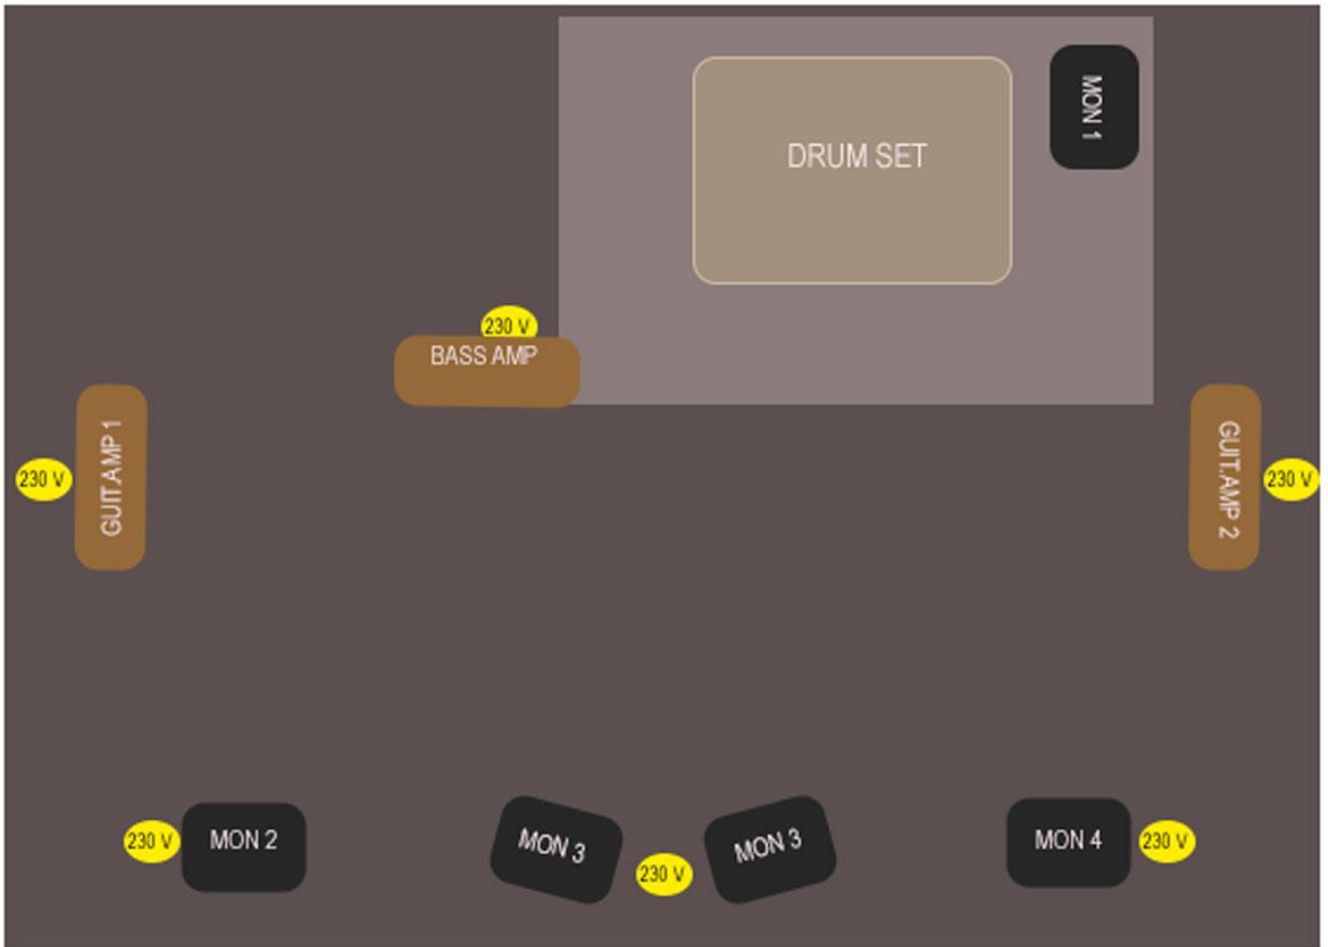 MON 1
DRUM SET
230 V
BASS AMP
GUIT.AMP 1
230 V
GUIT.AMP 2
230 V
230 V
MON 2
MON 3
230 V
MON 3
MON 4
230 V